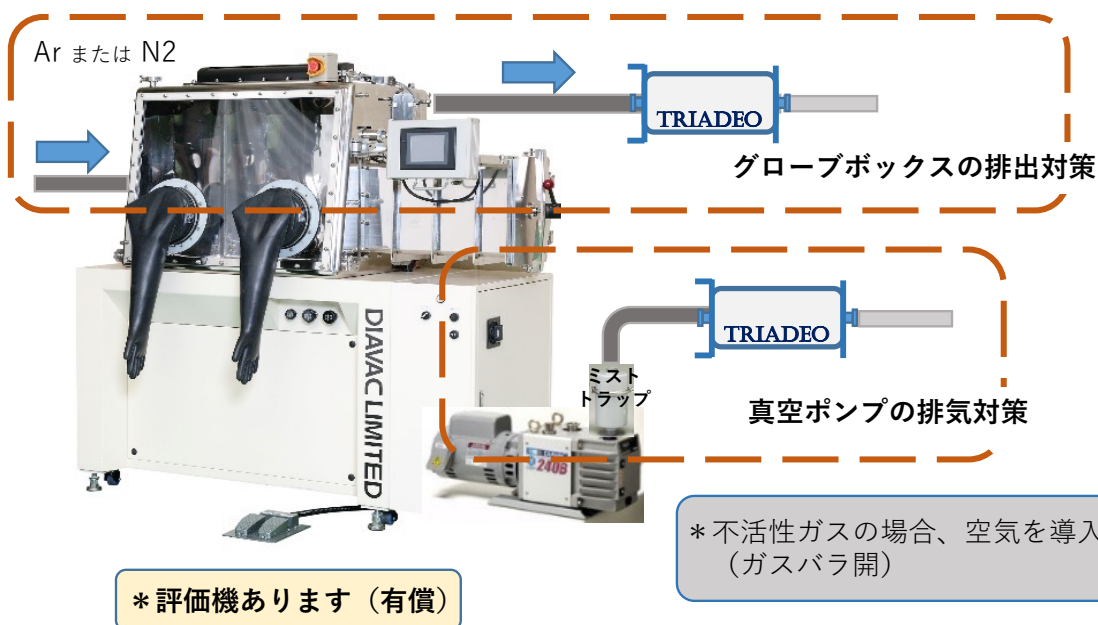 Ar または N2
TRIADEO
グローブボックスの排出対策
TRIADEO
ミスト
トラップ
真空ポンプの排気対策
DIAVAC LIMITED
240B
＊不活性ガスの場合、空気を導入
（ガスバラ開）
＊評価機あります（有償）